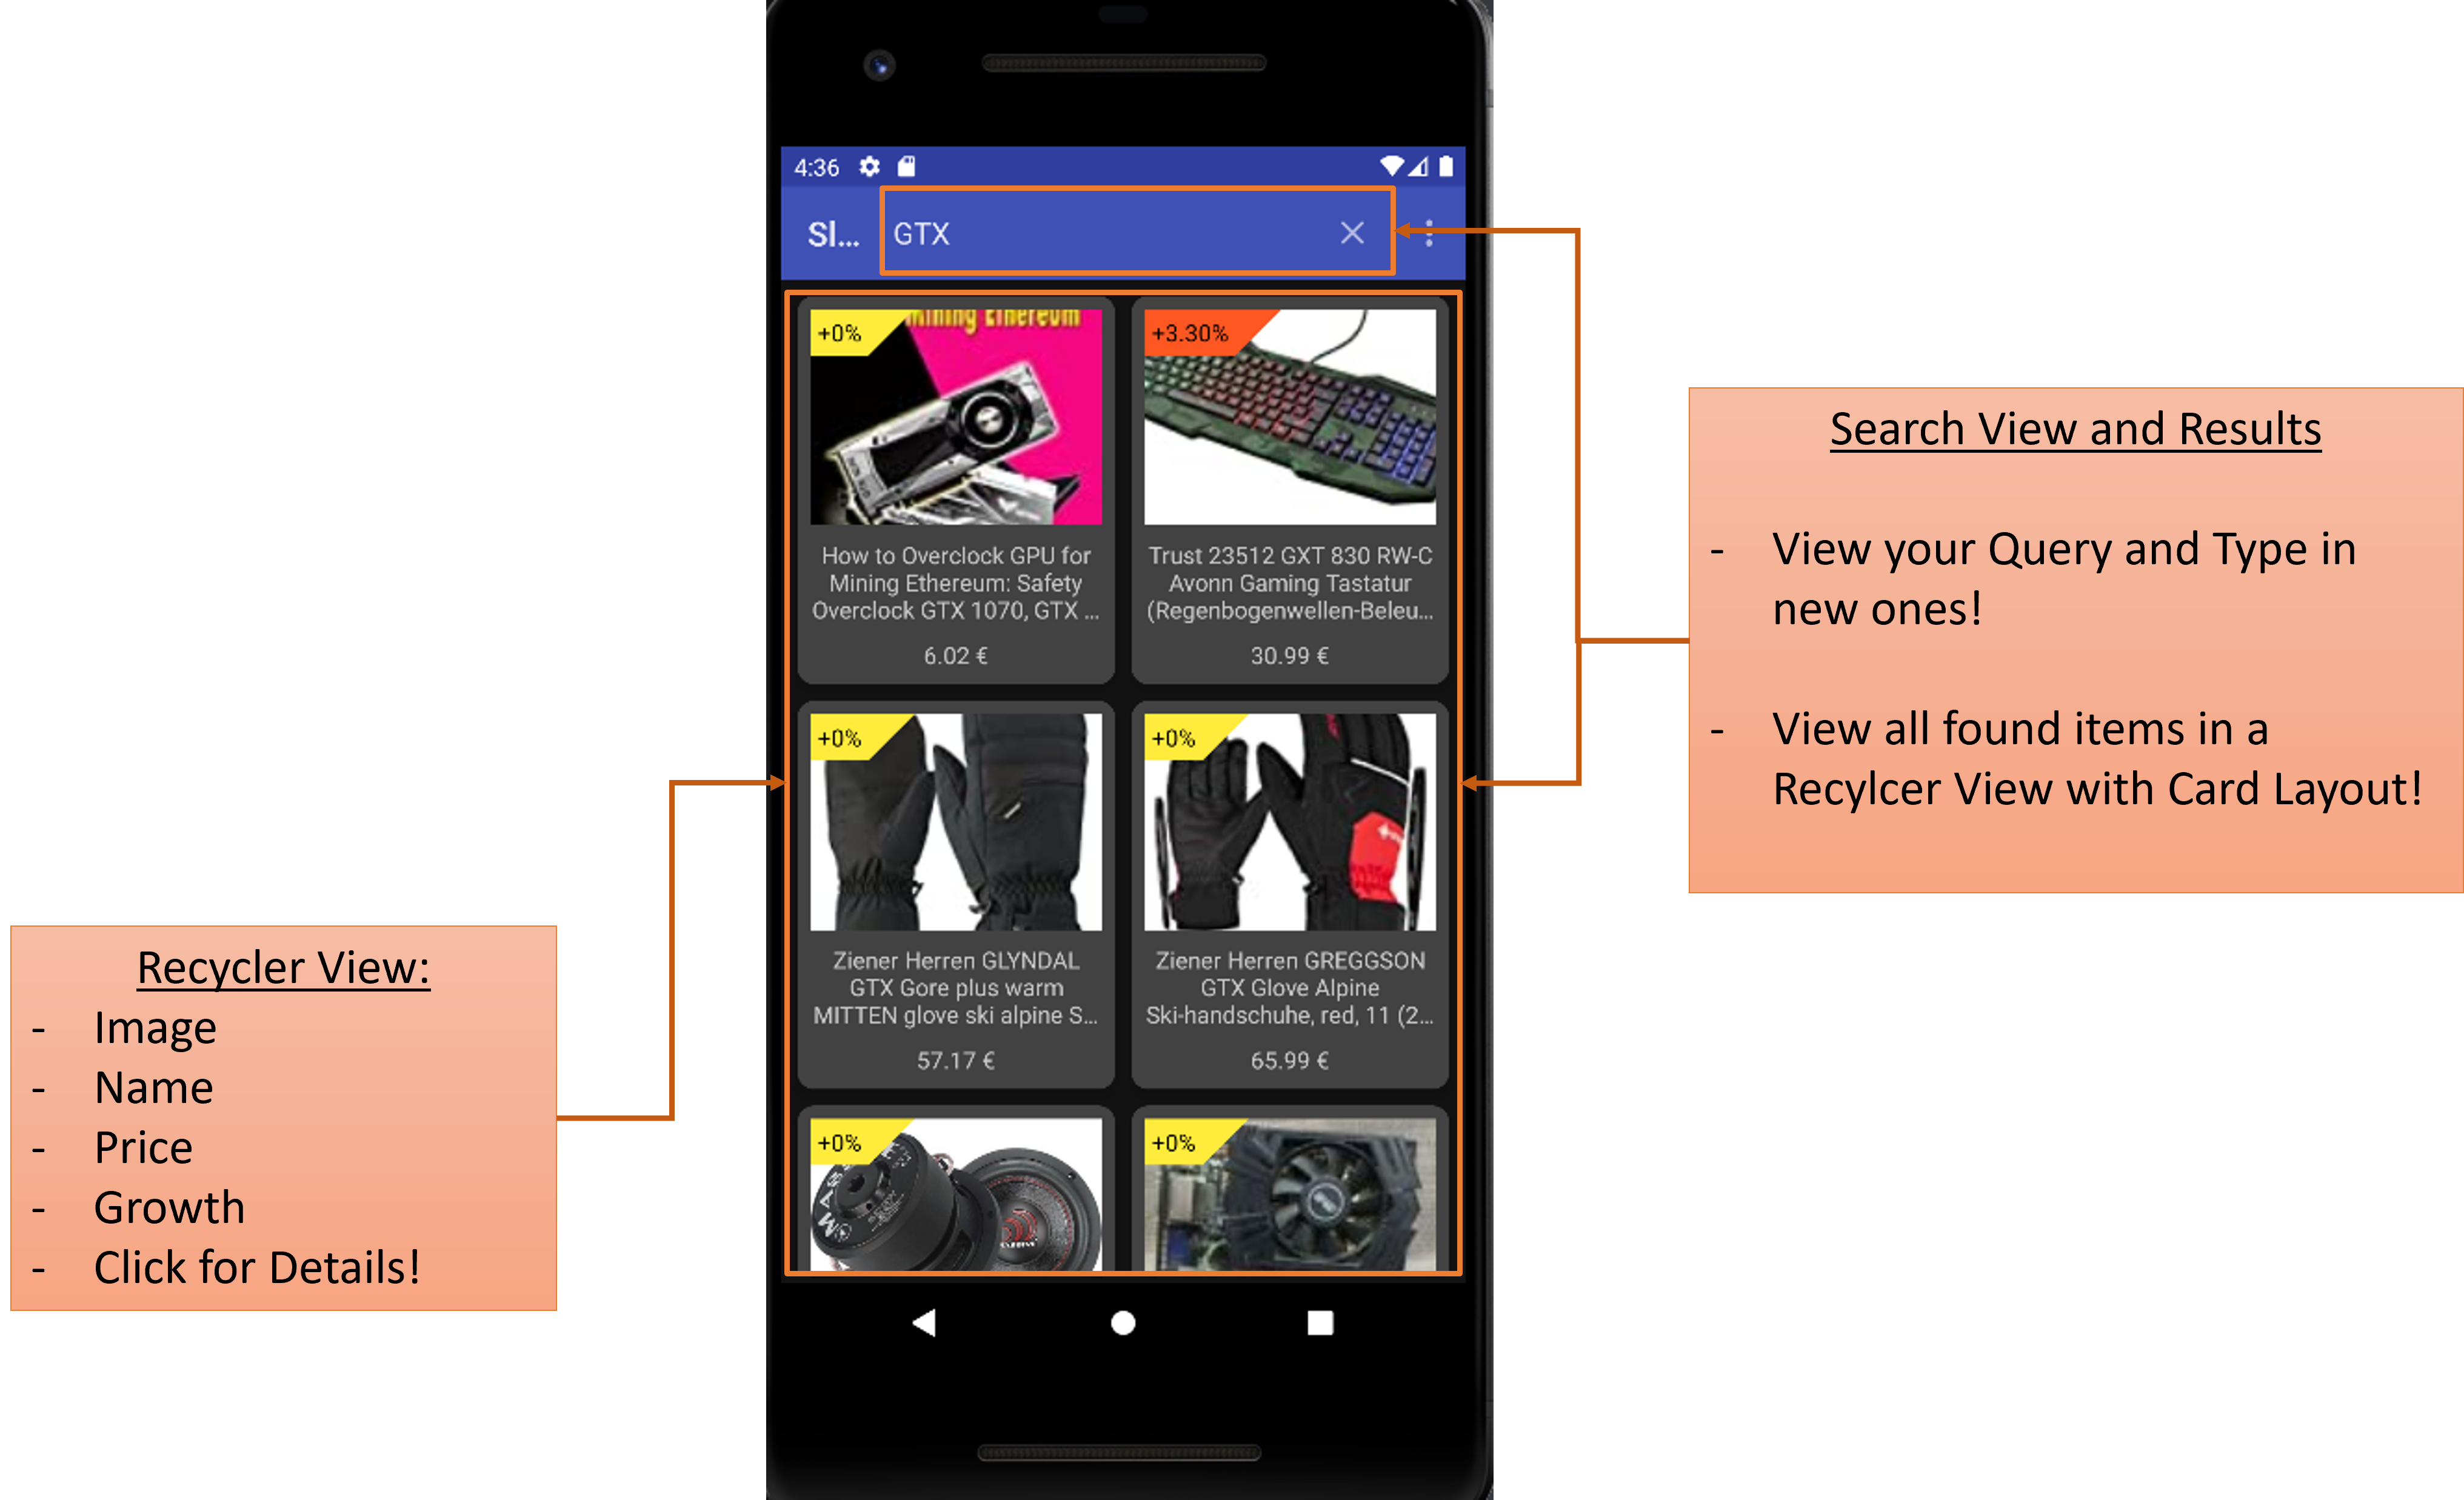 4:36
Sl...
GTX
+0%
Mining Ethereum
+3.30%
How to Overclock GPU for
Mining Ethereum: Safety
Overclock GTX 1070, GTX ...
6.02 €
Trust 23512 GXT 830 RW-C
Avonn Gaming Tastatur
(Regenbogenwellen-Beleu...
30.99 €
+0%
+0%
Ziener Herren GLYNDAL
GTX Gore plus warm
MITTEN glove ski alpine S...
57.17 €
Ziener Herren GREGGSON
GTX Glove Alpine
Ski-handschuhe, red, 11 (2...
65.99 €
+0%
+0%
Search View and Results
- View your Query and Type in
new ones!
- View all found items in a
Recylcer View with Card Layout!
Recycler View:
- Image
- Name
- Price
- Growth
- Click for Details!